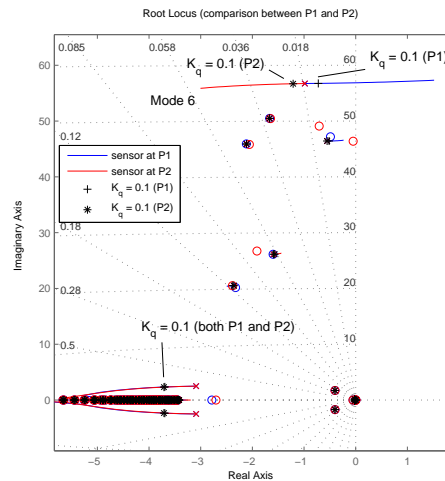 Root Locus (comparison between P1 and P2)
0.085 0.058 0.036 0.018
K_q = 0.1 (P2)
K_q = 0.1 (P1)
60 60
Mode 6
50 50
0.12
sensor at P1
sensor at P2
K_q = 0.1 (P1)
K_q = 0.1 (P2)
40 40
30 30
0.18
20 20
0.28
K_q = 0.1 (both P1 and P2)
10 10
0.5
0
−5 −4 −3 −2 −1 0 1
Real Axis
Imaginary Axis